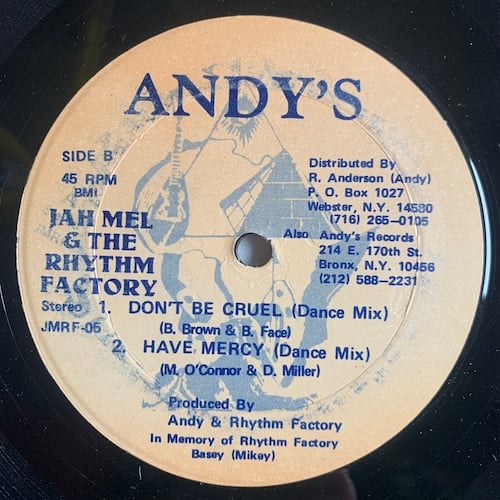 ANDY'S
SIDE B
45 RPM
BMI
JAH MEL
& THE
RHYTHM
FACTORY
Stereo
JMRF-05
Distributed By
R. Anderson (Andy)
P. O. Box 1027
Webster, N.Y. 14580
(716) 265-0105
Also Andy's Records
214 E. 170th St.
Bronx, N.Y. 10456
(212) 588-2231
1. DON'T BE CRUEL (Dance Mix)
(B. Brown & B. Face)
2. HAVE MERCY (Dance Mix)
(M. O'Connor & D. Miller)
Produced By
Andy & Rhythm Factory
In Memory of Rhythm Factory
Basey (Mikey)